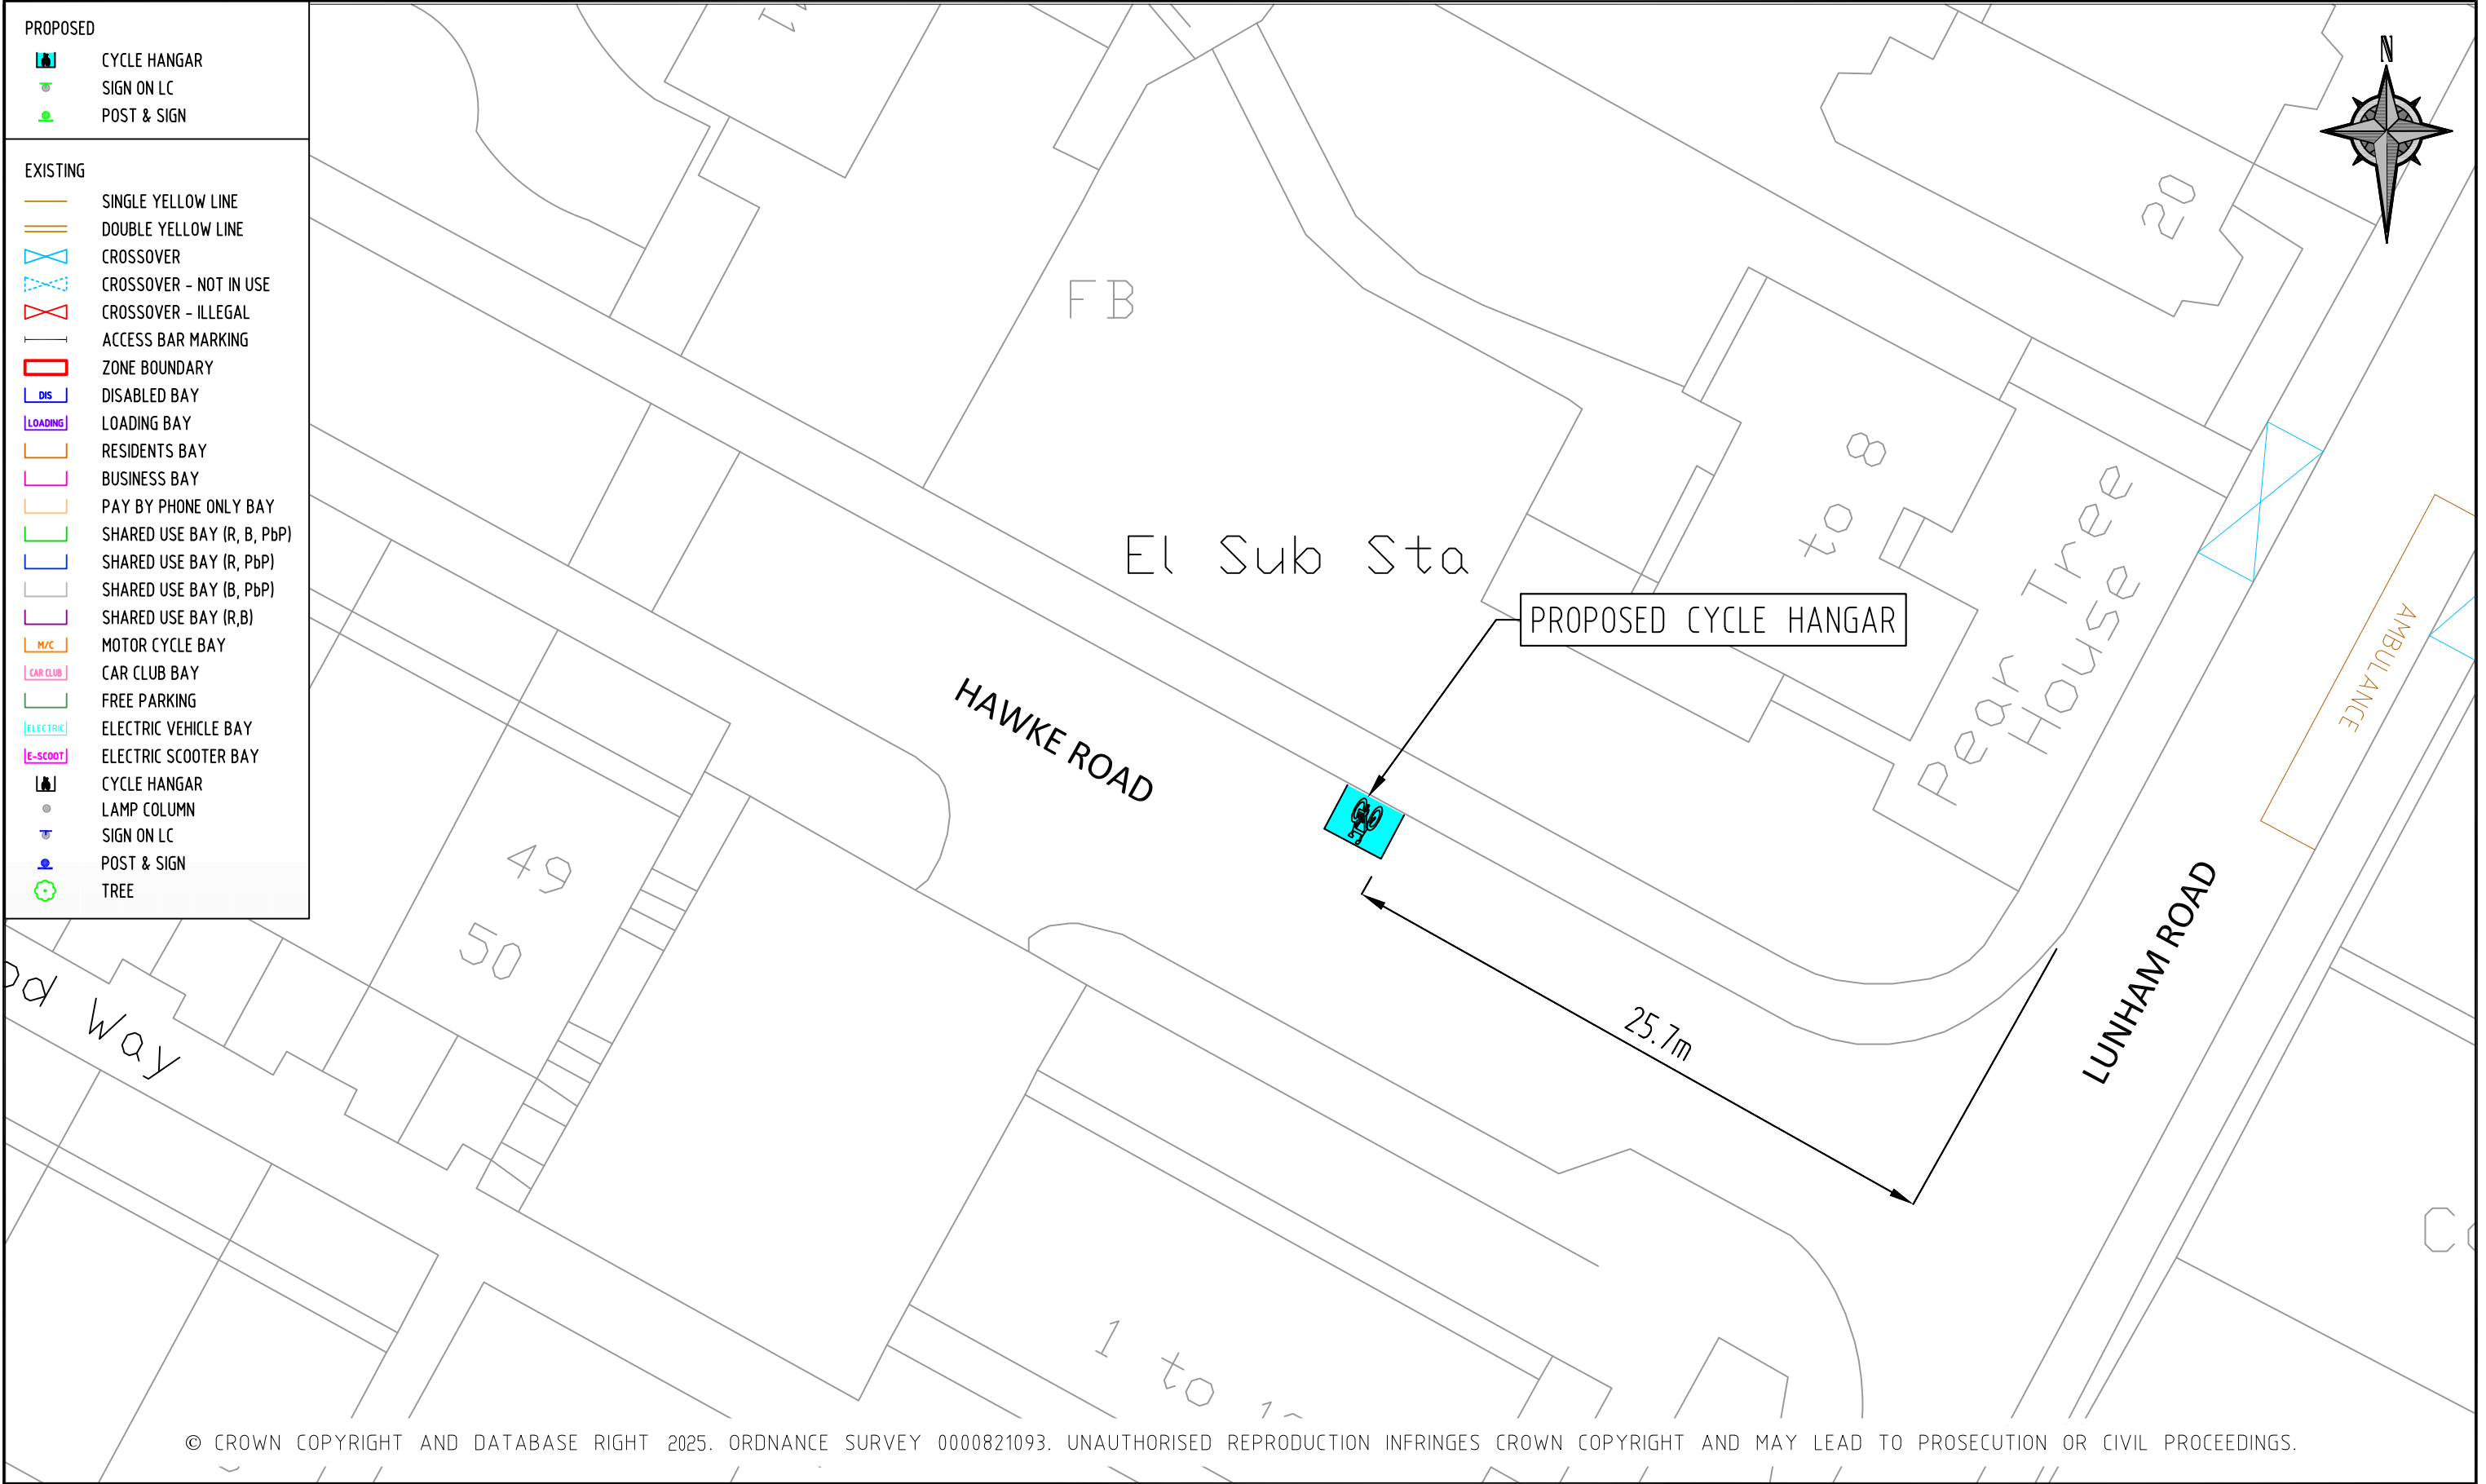 PROPOSED
CYCLE HANGAR
SIGN ON LC
POST & SIGN
EXISTING
SINGLE YELLOW LINE
DOUBLE YELLOW LINE
CROSSOVER
CROSSOVER - NOT IN USE
CROSSOVER - ILLEGAL
ACCESS BAR MARKING
ZONE BOUNDARY
DIS DISABLED BAY
LOADING LOADING BAY
RESIDENTS BAY
BUSINESS BAY
PAY BY PHONE ONLY BAY
SHARED USE BAY (R, B, PbP)
SHARED USE BAY (R, PbP)
SHARED USE BAY (B, PbP)
SHARED USE BAY (R,B)
M/C MOTOR CYCLE BAY
CAR CLUB CAR CLUB BAY
FREE PARKING
ELECTRIC ELECTRIC VEHICLE BAY
E-SCOOT ELECTRIC SCOOTER BAY
CYCLE HANGAR
LAMP COLUMN
SIGN ON LC
POST & SIGN
TREE
N
20
FB
El Sub Sta
to 8
Pear Tree
House
PROPOSED CYCLE HANGAR
AMBULANCE
HAWKE ROAD
LUNHAM ROAD
25.7m
49
50
Way
1 to
© CROWN COPYRIGHT AND DATABASE RIGHT 2025. ORDNANCE SURVEY 0000821093. UNAUTHORISED REPRODUCTION INFRINGES CROWN COPYRIGHT AND MAY LEAD TO PROSECUTION OR CIVIL PROCEEDINGS.